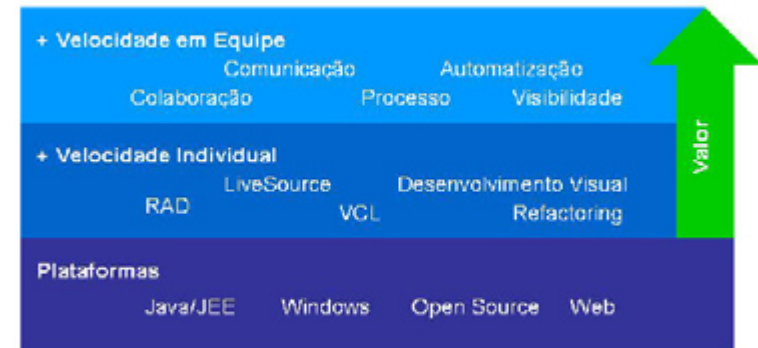 + Velocidade em Equipe
Comunicação Automatização
Colaboração Processo Visibilidade
+ Velocidade Individual
LiveSource Desenvolvimento Visual
RAD VCL Refactoring
Plataformas
Java/JEE Windows Open Source Web
Valor